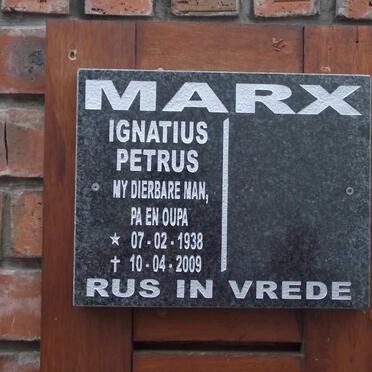 MARX
IGNATIUS
PETRUS
MY DIERBARE MAN,
PA EN OUPA
★ 07 - 02 - 1938
✝ 10 - 04 - 2009
RUS IN VREDE